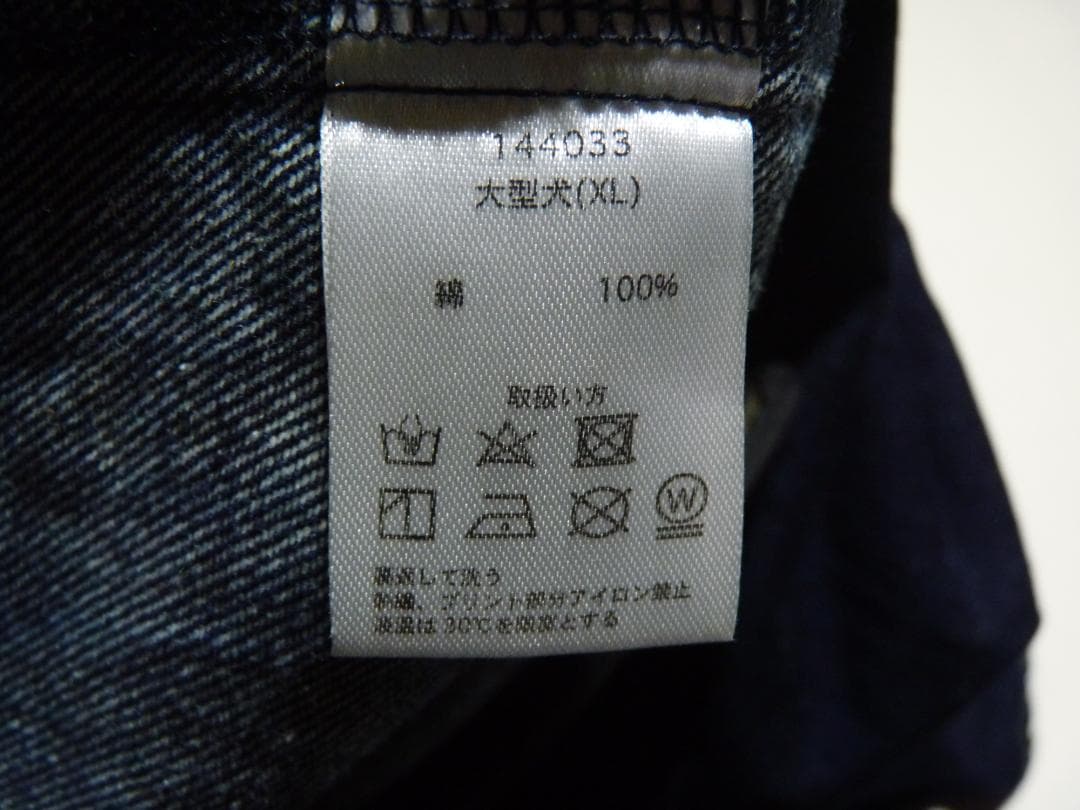 144033
大型犬(XL)
綿 100%
取扱い方
W
裏返して洗う
刺繍、プリント部分アイロン禁止
液温は 30℃を限度とする